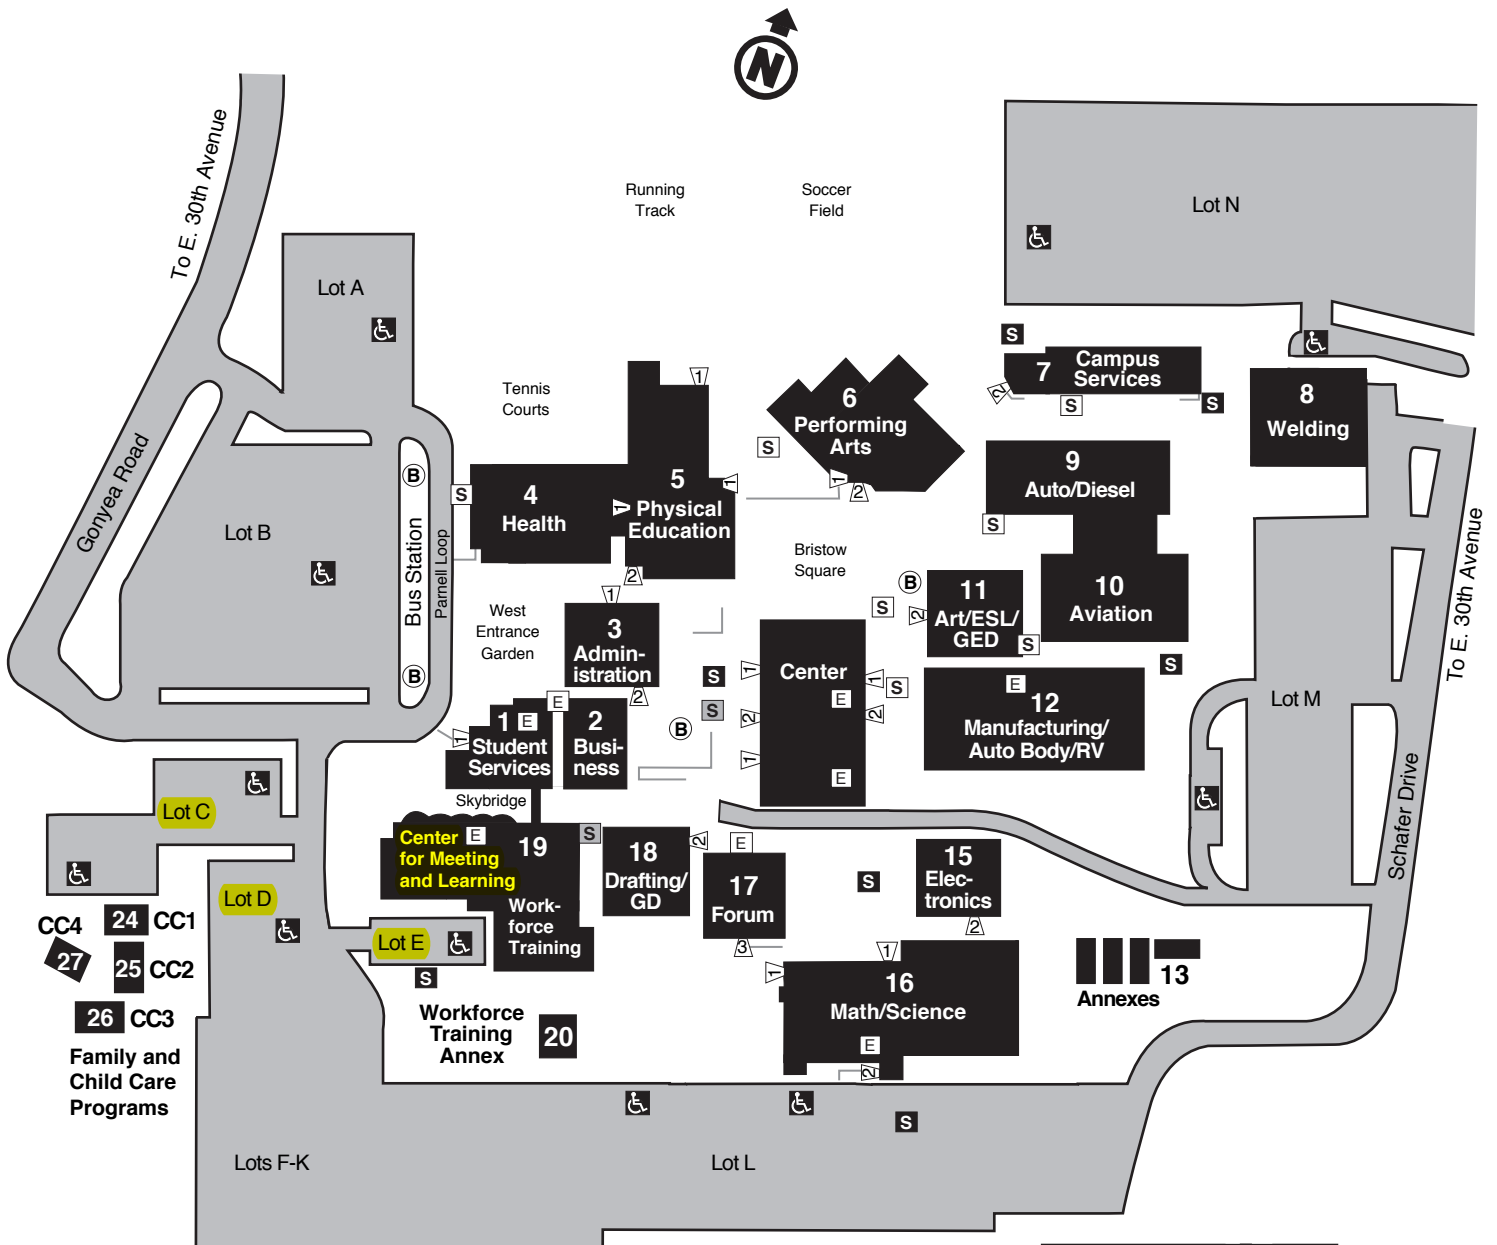 N
To E. 30th Avenue
Running
Track
Soccer
Field
Lot N
Lot A
S
7 Campus
Services
2
S
S
8
Welding
Tennis
Courts
1
6
Performing
Arts
S
1
2
9
Auto/Diesel
S
Gonyea Road
Lot B
B
Bus Station
B
Parnell Loop
S
4
Health
1
5
Physical
Education
1
2
Bristow
Square
B
S
2
11
Art/ESL/
GED
S
10
Aviation
S
To E. 30th Avenue
West
Entrance
Garden
1
3
Admin-
istration
2
S
S
B
Center
1
2
1
E
E
1
2
S
E
12
Manufacturing/
Auto Body/RV
Lot M
Schafer Drive
E
1
1 E
Student
Services
2
Busi-
ness
Skybridge
Lot C
Center E
for Meeting
and Learning
19
Work-
force
Training
S
18
Drafting/
GD
2
E
17
Forum
3
S
15
Elec-
tronics
2
Lot D
Lot E
S
CC4
24 CC1
27
25 CC2
26 CC3
Family and
Child Care
Programs
Workforce
Training
Annex
20
1
1
16
Math/Science
E
2
13
Annexes
S
Lots F-K
Lot L